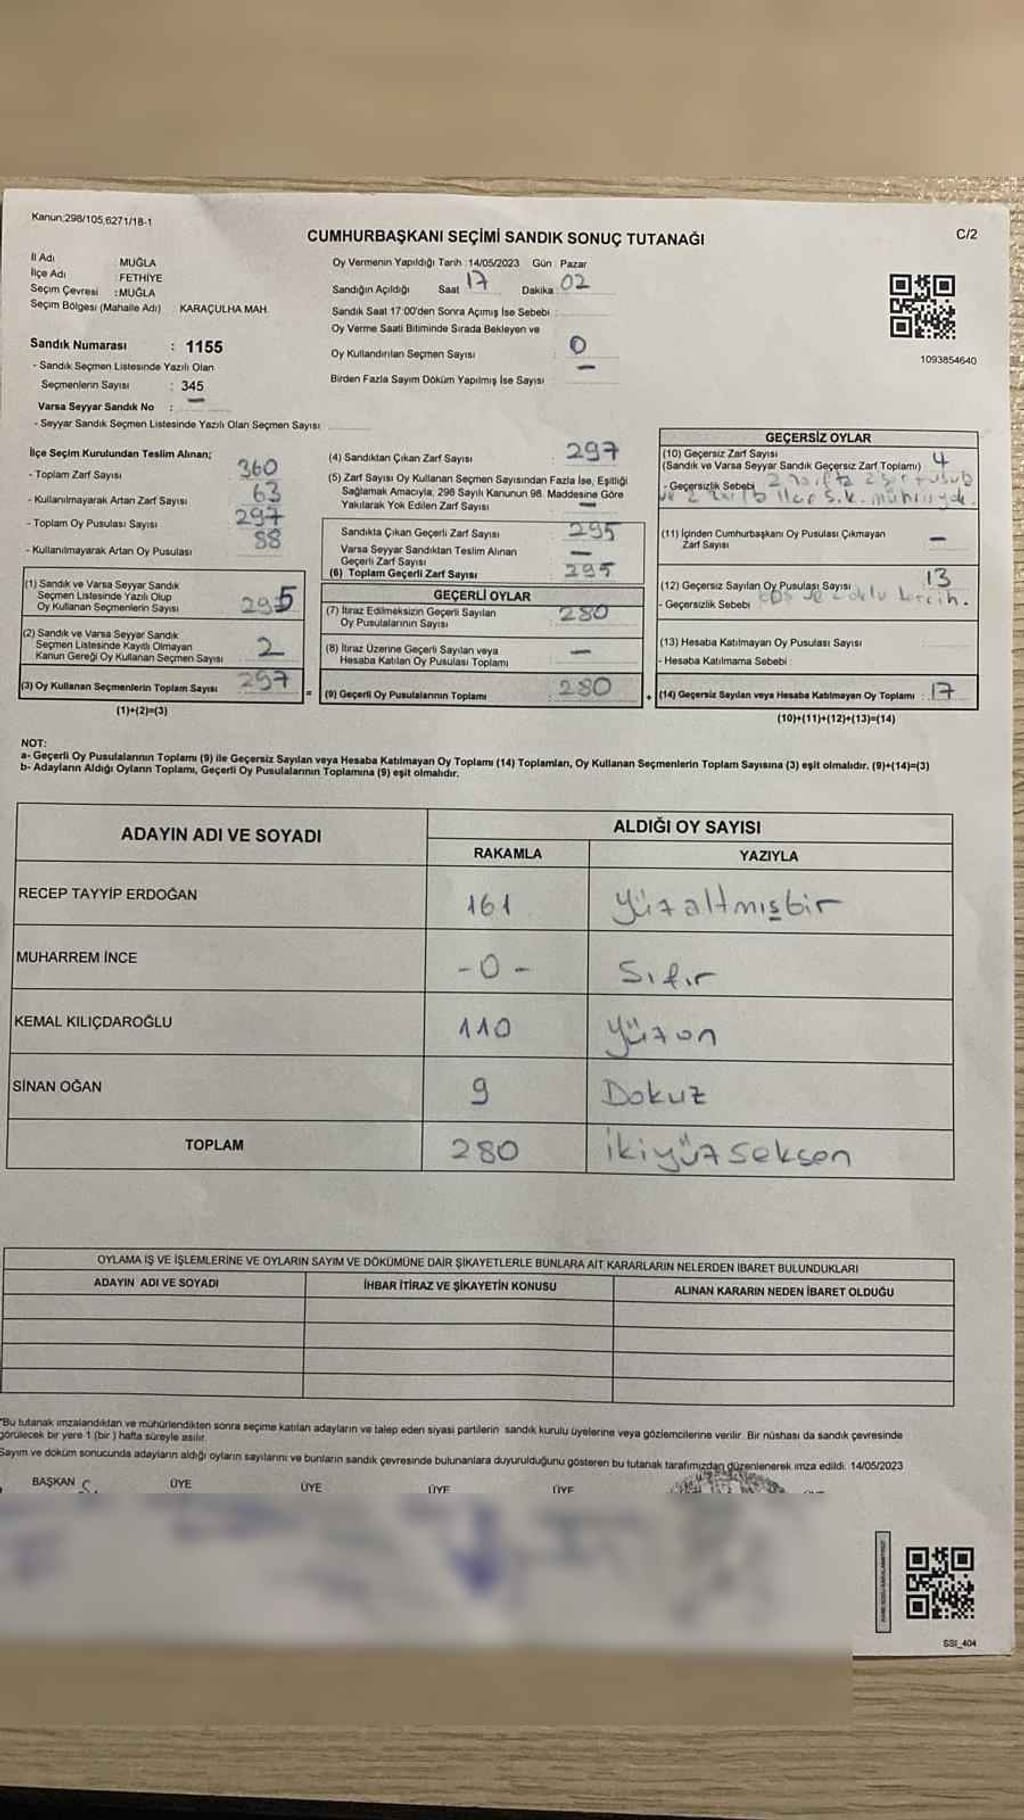 Kanun;298/105,6271/18-1
CUMHURBAŞKANI SEÇİMİ SANDIK SONUÇ TUTANAĞI
C/2
İl Adı MUĞLA
İlçe Adı FETHİYE
Seçim Çevresi :MUĞLA
Seçim Bölgesi (Mahalle Adı) KARAÇULHA MAH.
Sandık Numarası : 1155
- Sandık Seçmen Listesinde Yazılı Olan
Seçmenlerin Sayısı : 345
Varsa Seyyar Sandık No : -
- Seyyar Sandık Seçmen Listesinde Yazılı Olan Seçmen Sayısı
Oy Vermenin Yapıldığı Tarih :14/05/2023 Gün : Pazar
Sandığın Açıldığı Saat 17 Dakika : 02
Sandık Saat 17:00'den Sonra Açımış İse Sebebi :
Oy Verme Saati Bitiminde Sırada Bekleyen ve
Oy Kullandırılan Seçmen Sayısı : 0
Birden Fazla Sayım Döküm Yapılmış İse Sayısı -
1093854640
İlçe Seçim Kurulundan Teslim Alınan;
- Toplam Zarf Sayısı 360
- Kullanılmayarak Artan Zarf Sayısı 63
- Toplam Oy Pusulası Sayısı 297
- Kullanılmayarak Artan Oy Pusulası 88
(1) Sandık ve Varsa Seyyar Sandık
Seçmen Listesinde Yazılı Olup
Oy Kullanan Seçmenlerin Sayısı 295
(2) Sandık ve Varsa Seyyar Sandık
Seçmen Listesinde Kayıtlı Olmayan
Kanun Gereği Oy Kullanan Seçmen Sayısı 2
(3) Oy Kullanan Seçmenlerin Toplam Sayısı 297
(1)+(2)=(3)
=
(4) Sandıktan Çıkan Zarf Sayısı : 297
(5) Zarf Sayısı Oy Kullanan Seçmen Sayısından Fazla İse, Eşitliği
Sağlamak Amacıyla, 298 Sayılı Kanunun 98. Maddesine Göre
Yakılarak Yok Edilen Zarf Sayısı -
Sandıkta Çıkan Geçerli Zarf Sayısı 295
Varsa Seyyar Sandıktan Teslim Alınan
Geçerli Zarf Sayısı -
(6) Toplam Geçerli Zarf Sayısı 295
GEÇERLİ OYLAR
(7) İtiraz Edilmeksizin Geçerli Sayılan
Oy Pusulalarının Sayısı 280
(8) İtiraz Üzerine Geçerli Sayılan veya
Hesaba Katılan Oy Pusulası Toplamı -
(9) Geçerli Oy Pusulalarının Toplamı : 280
+
GEÇERSİZ OYLAR
(10) Geçersiz Zarf Sayısı
(Sandık ve Varsa Seyyar Sandık Geçersiz Zarf Toplamı) 4
- Geçersizlik Sebebi 2
ve 2
(11) İçinden Cumhurbaşkanı Oy Pusulası Çıkmayan
Zarf Sayısı -
(12) Geçersiz Sayılan Oy Pusulası Sayısı : 13
- Geçersizlik Sebebi
(13) Hesaba Katılmayan Oy Pusulası Sayısı
- Hesaba Katılmama Sebebi :
(14) Geçersiz Sayılan veya Hesaba Katılmayan Oy Toplamı : 17
(10)+(11)+(12)+(13)=(14)
NOT:
a- Geçerli Oy Pusulalarının Toplamı (9) ile Geçersiz Sayılan veya Hesaba Katılmayan Oy Toplamı (14) Toplamları, Oy Kullanan Seçmenlerin Toplam Sayısına (3) eşit olmalıdır. (9)+(14)=(3)
b- Adayların Aldığı Oyların Toplamı, Geçerli Oy Pusulalarının Toplamına (9) eşit olmalıdır.
ADAYIN ADI VE SOYADI
ALDIĞI OY SAYISI
RAKAMLA YAZIYLA
RECEP TAYYİP ERDOĞAN 161 yüzaltmışbir
MUHARREM İNCE -0- Sıfır
KEMAL KILIÇDAROĞLU 110 yüzon
SİNAN OĞAN 9 Dokuz
TOPLAM 280 ikiyüzseksen
OYLAMA İŞ VE İŞLEMLERİNE VE OYLARIN SAYIM VE DÖKÜMÜNE DAİR ŞİKAYETLERLE BUNLARA AİT KARARLARIN NELERDEN İBARET BULUNDUKLARI
ADAYIN ADI VE SOYADI İHBAR İTİRAZ VE ŞİKAYETİN KONUSU ALINAN KARARIN NEDEN İBARET OLDUĞU
*Bu tutanak imzalandıktan ve mühürlendikten sonra seçime katılan adayların ve talep eden siyasi partilerin sandık kurulu üyelerine veya gözlemcilerine verilir. Bir nüshası da sandık çevresinde
görülecek bir yere 1 (bir ) hafta süreyle asılır.
Sayım ve döküm sonucunda adayların aldığı oyların sayılarını ve bunların sandık çevresinde bulunanlara duyurulduğunu gösteren bu tutanak tarafımızdan düzenlenerek imza edildi. 14/05/2023
BAŞKAN ÜYE ÜYE ÜYE ÜYE
SSI_404